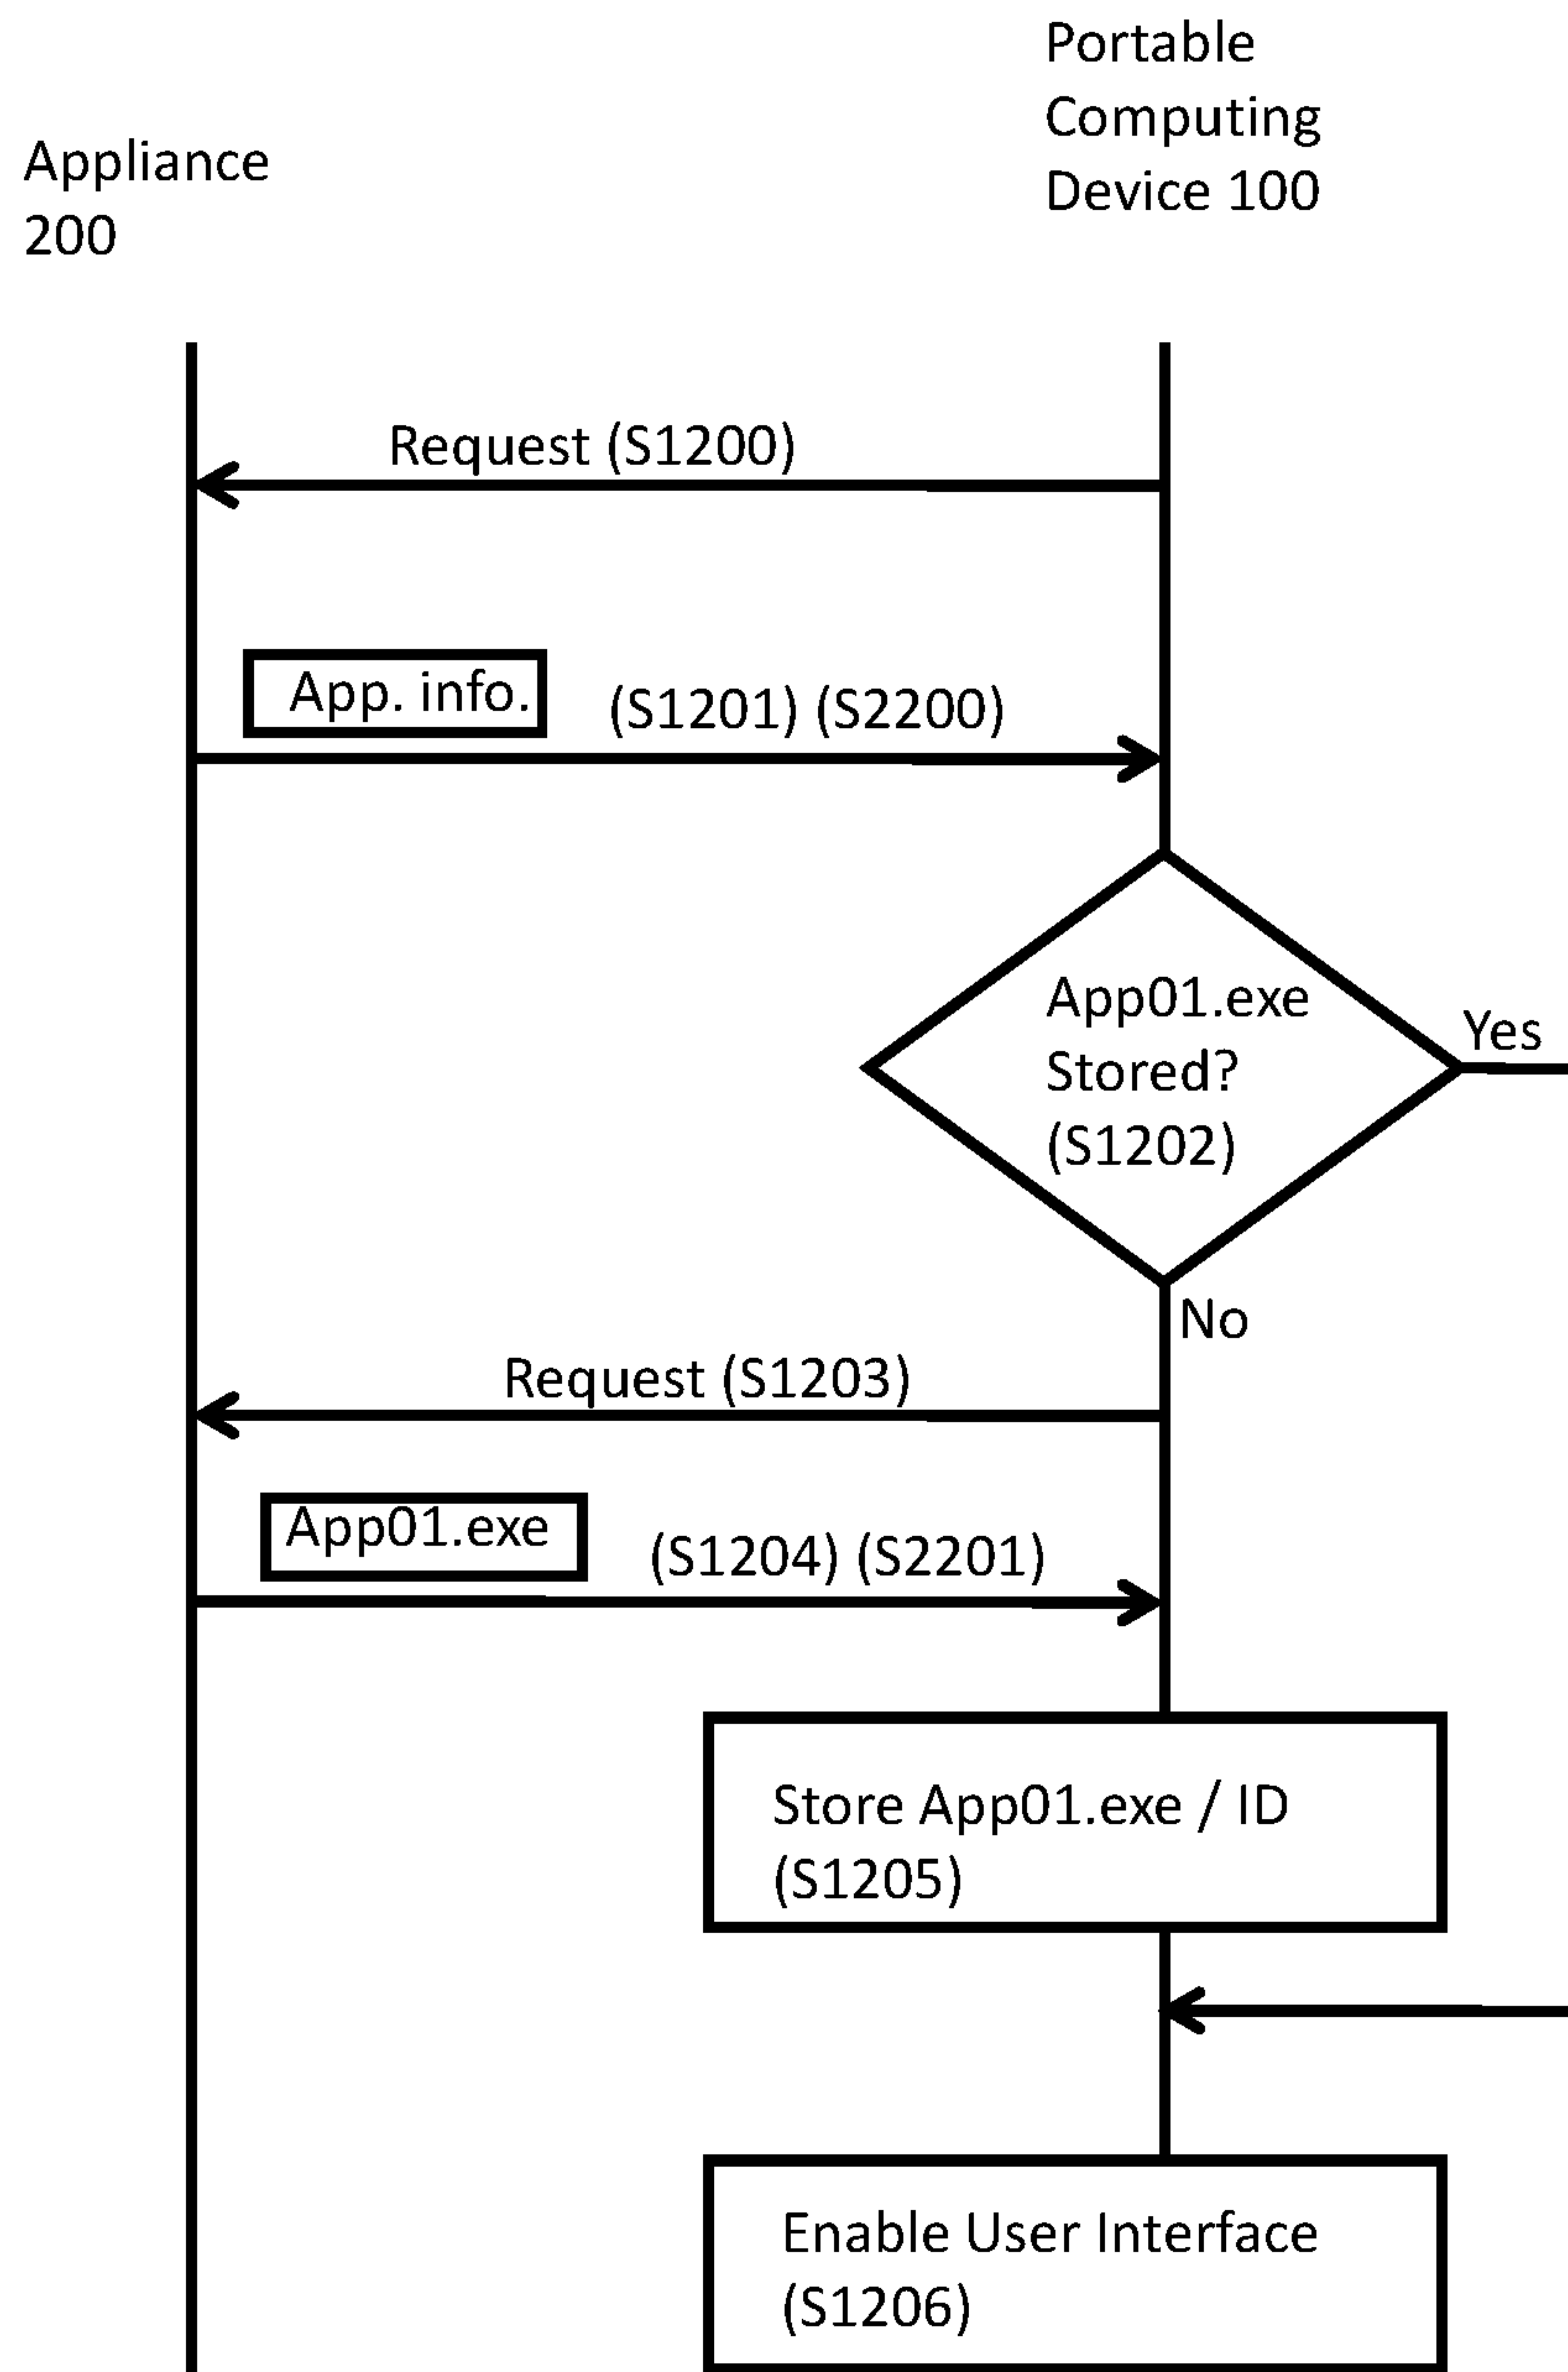 Portable
Computing
Device 100
Appliance
200
Request (S1200)
App. info.
(S1201) (S2200)
App01.exe
Stored?
(S1202)
Yes
No
Request (S1203)
App01.exe
(S1204) (S2201)
Store App01.exe / ID
(S1205)
Enable User Interface
(S1206)